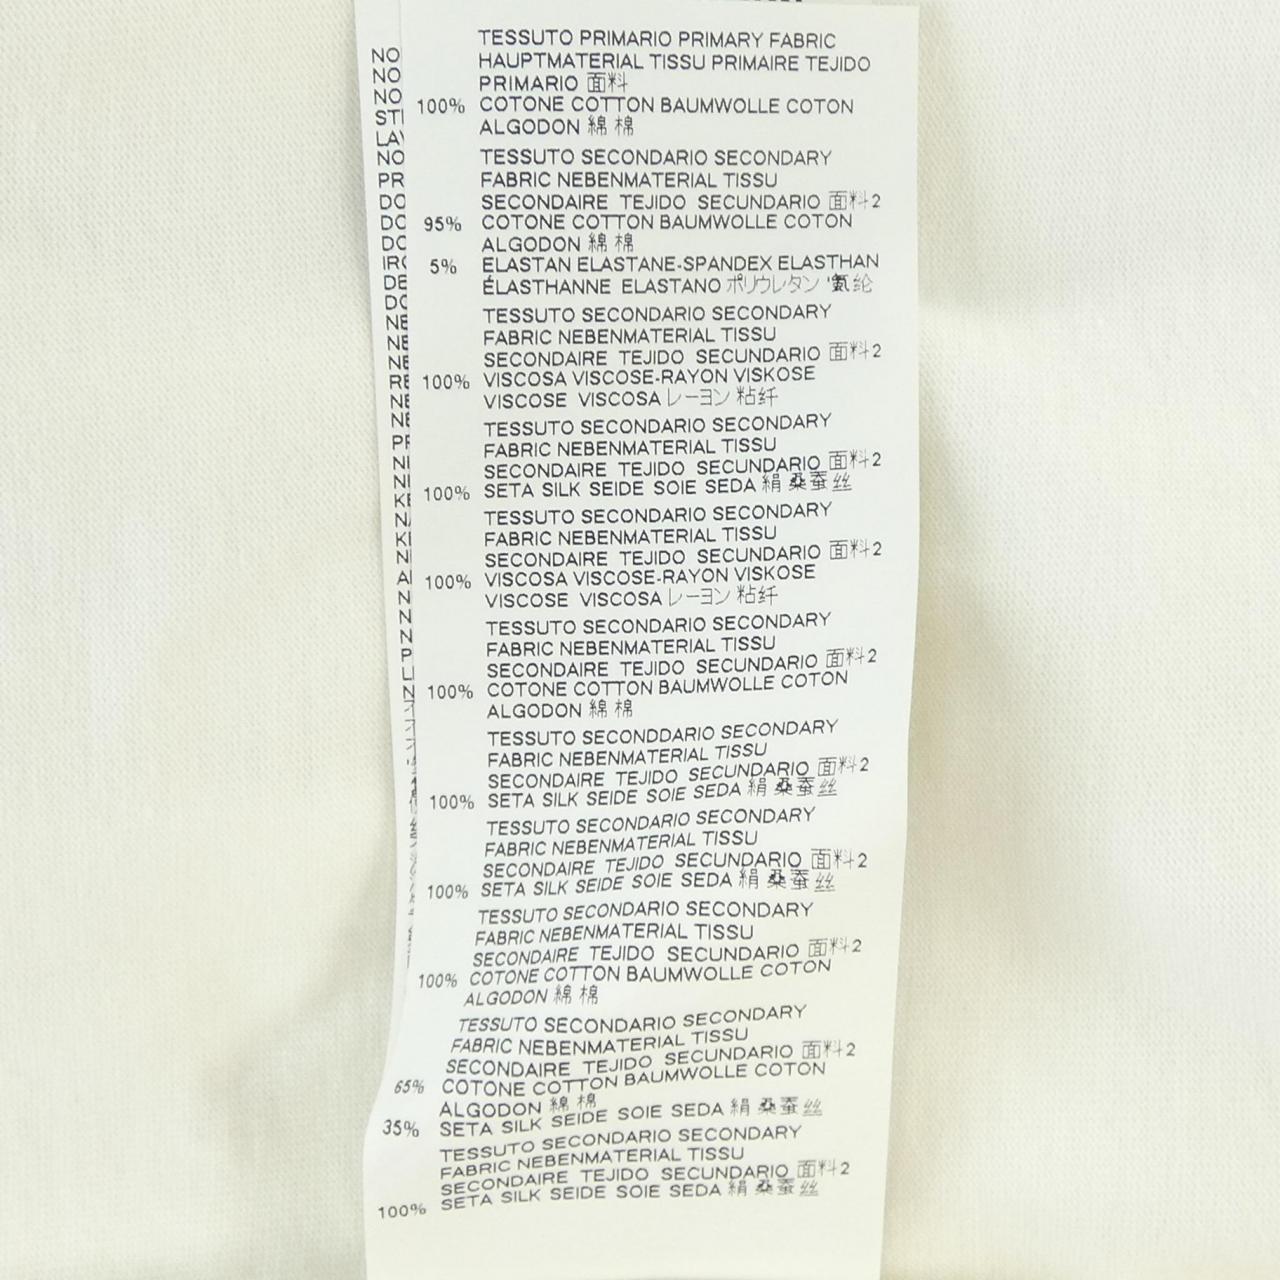 TESSUTO PRIMARIO PRIMARY FABRIC
HAUPTMATERIAL TISSU PRIMAIRE TEJIDO
PRIMARIO 面料
100% COTONE COTTON BAUMWOLLE COTON
ALGODON 綿 棉
TESSUTO SECONDARIO SECONDARY
FABRIC NEBENMATERIAL TISSU
SECONDAIRE TEJIDO SECUNDARIO 面料2
95% COTONE COTTON BAUMWOLLE COTON
ALGODON 綿 棉
5% ELASTAN ELASTANE-SPANDEX ELASTHAN
ÉLASTHANNE ELASTANO ポリウレタン 氨纶
TESSUTO SECONDARIO SECONDARY
FABRIC NEBENMATERIAL TISSU
SECONDAIRE TEJIDO SECUNDARIO 面料2
100% VISCOSA VISCOSE-RAYON VISKOSE
VISCOSE VISCOSA レーヨン 粘纤
TESSUTO SECONDARIO SECONDARY
FABRIC NEBENMATERIAL TISSU
SECONDAIRE TEJIDO SECUNDARIO 面料2
100% SETA SILK SEIDE SOIE SEDA 絹 桑蚕丝
TESSUTO SECONDARIO SECONDARY
FABRIC NEBENMATERIAL TISSU
SECONDAIRE TEJIDO SECUNDARIO 面料2
100% VISCOSA VISCOSE-RAYON VISKOSE
VISCOSE VISCOSA レーヨン 粘纤
TESSUTO SECONDARIO SECONDARY
FABRIC NEBENMATERIAL TISSU
SECONDAIRE TEJIDO SECUNDARIO 面料2
100% COTONE COTTON BAUMWOLLE COTON
ALGODON 綿 棉
TESSUTO SECONDDARIO SECONDARY
FABRIC NEBENMATERIAL TISSU
SECONDAIRE TEJIDO SECUNDARIO 面料2
100% SETA SILK SEIDE SOIE SEDA 絹 桑蚕丝
TESSUTO SECONDARIO SECONDARY
FABRIC NEBENMATERIAL TISSU
SECONDAIRE TEJIDO SECUNDARIO 面料2
100% SETA SILK SEIDE SOIE SEDA 絹 桑蚕丝
TESSUTO SECONDARIO SECONDARY
FABRIC NEBENMATERIAL TISSU
SECONDAIRE TEJIDO SECUNDARIO 面料2
100% COTONE COTTON BAUMWOLLE COTON
ALGODON 綿 棉
TESSUTO SECONDARIO SECONDARY
FABRIC NEBENMATERIAL TISSU
SECONDAIRE TEJIDO SECUNDARIO 面料2
65% COTONE COTTON BAUMWOLLE COTON
ALGODON 綿 棉
35% SETA SILK SEIDE SOIE SEDA 絹 桑蚕丝
TESSUTO SECONDARIO SECONDARY
FABRIC NEBENMATERIAL TISSU
SECONDAIRE TEJIDO SECUNDARIO 面料2
100% SETA SILK SEIDE SOIE SEDA 絹 桑蚕丝